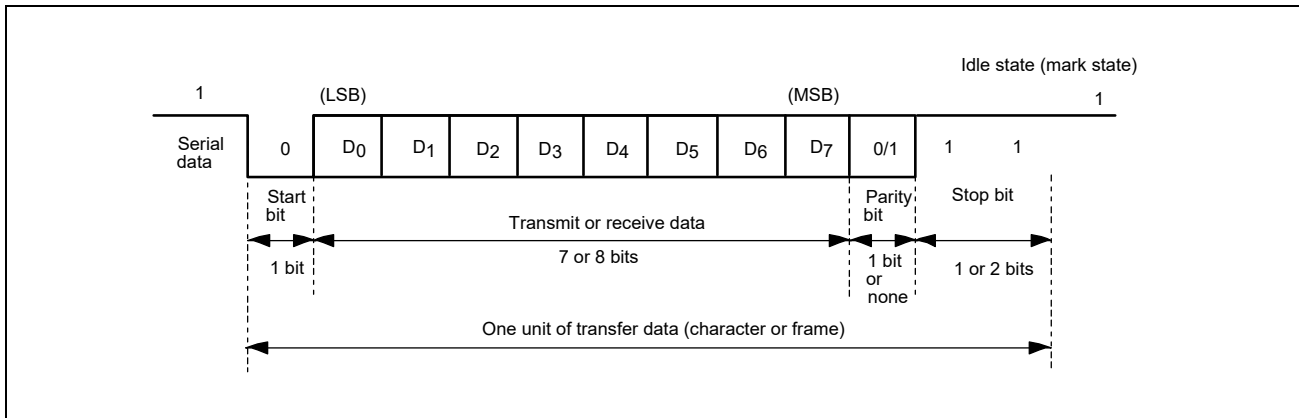 Idle state (mark state)
1 (LSB) (MSB) 1
Serial
data
0 D0 D1 D2 D3 D4 D5 D6 D7 0/1 1 1
Start
bit
Transmit or receive data
Parity
bit
Stop bit
1 bit
7 or 8 bits
1 bit
or
none
1 or 2 bits
One unit of transfer data (character or frame)